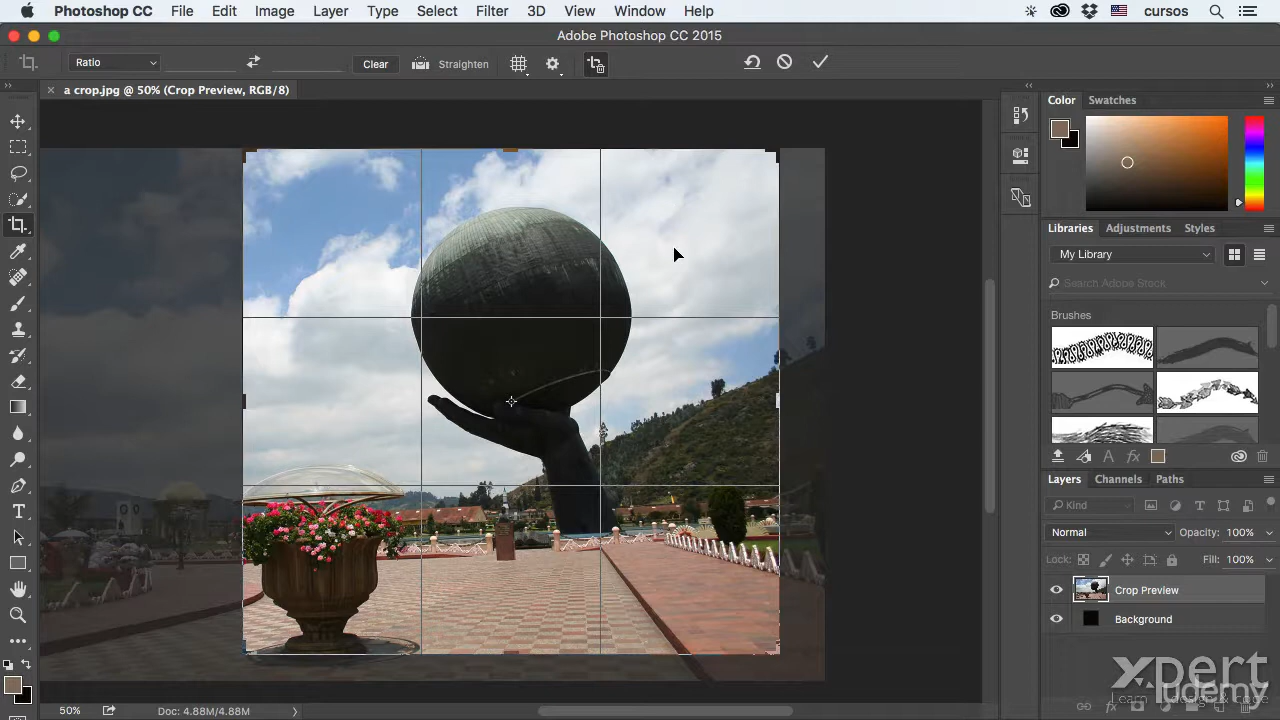 Photoshop CC File Edit Image Layer Type Select Filter 3D View Window Help cursos
Adobe Photoshop CC 2015
Ratio Clear Straighten
× a crop.jpg @ 50% (Crop Preview, RGB/8)
Color Swatches
Libraries Adjustments Styles
My Library
Search Adobe Stock
Brushes
Layers Channels Paths
Kind
Normal Opacity: 100%
Lock: Fill: 100%
Crop Preview
Background
xpert
udemy
50% Doc: 4.88M/4.88M